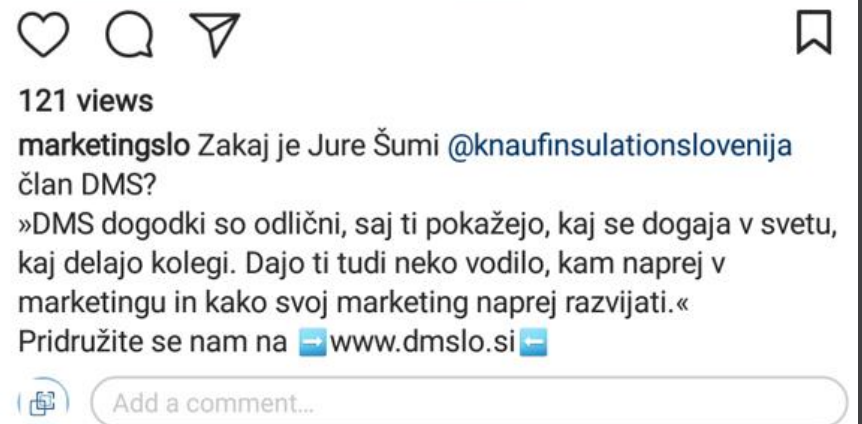 121 views
marketingslo Zakaj je Jure Šumi @knaufinsulationslovenija
član DMS?
»DMS dogodki so odlični, saj ti pokažejo, kaj se dogaja v svetu,
kaj delajo kolegi. Dajo ti tudi neko vodilo, kam naprej v
marketingu in kako svoj marketing naprej razvijati.«
Pridružite se nam na ➡️www.dmslo.si⬅️
Add a comment...